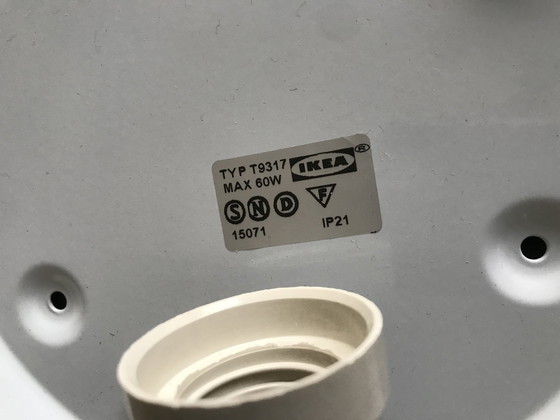 TYP T9317 IKEA ®
MAX 60W
S N D F
15071 IP21